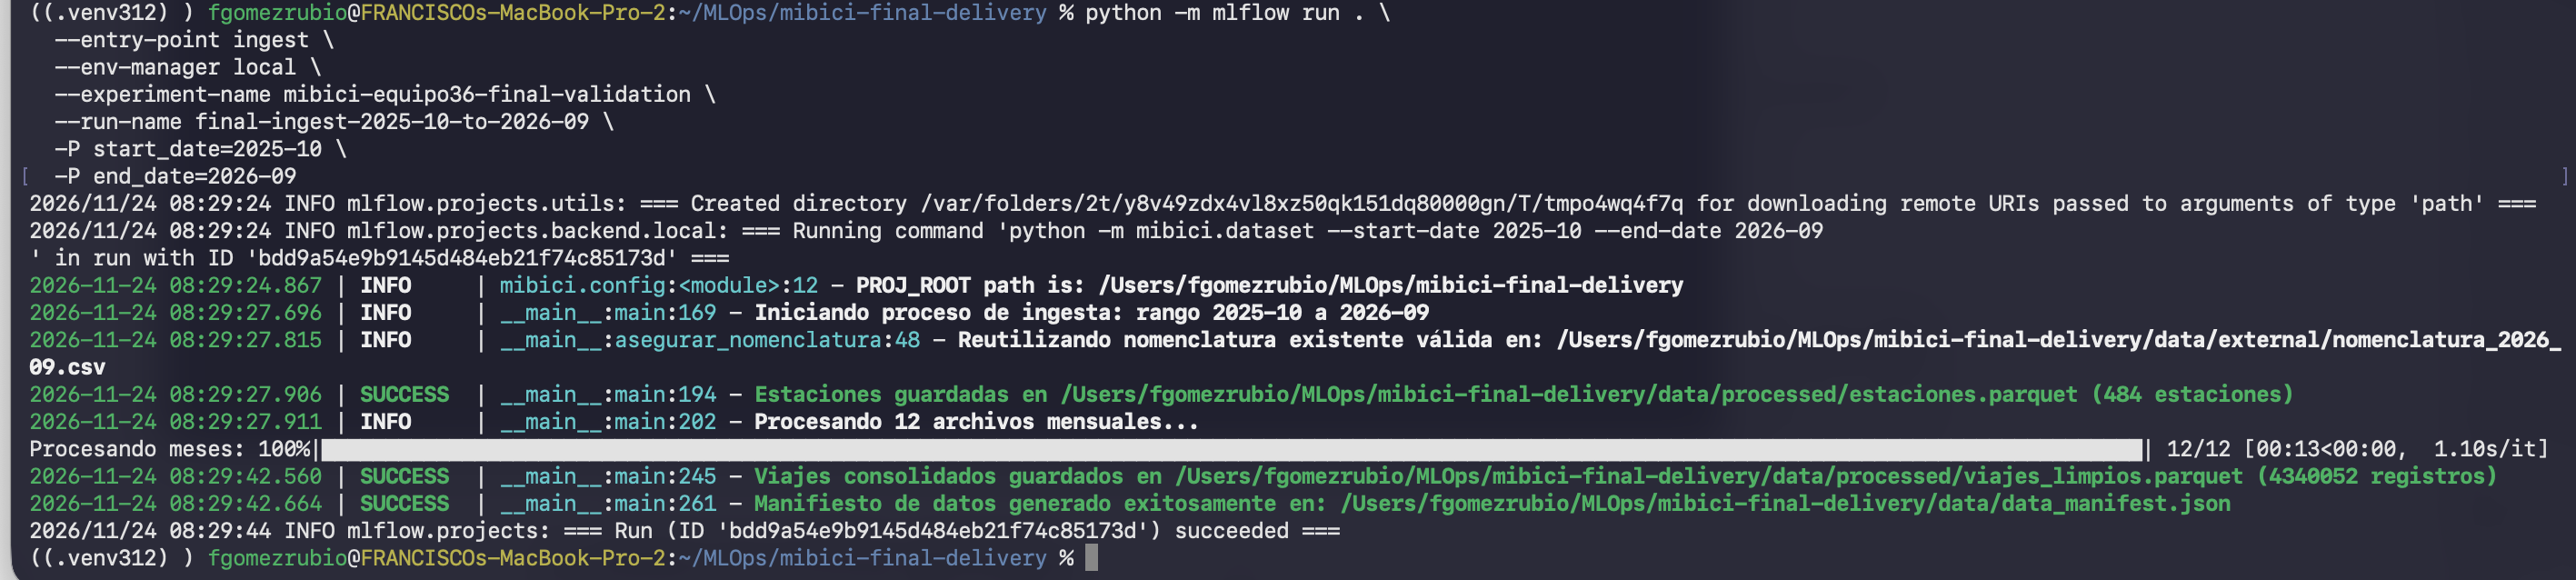 ((.venv312) ) fgomezrubio@FRANCISCOs-MacBook-Pro-2:~/MLOps/mibici-final-delivery % python -m mlflow run . \
  --entry-point ingest \
  --env-manager local \
  --experiment-name mibici-equipo36-final-validation \
  --run-name final-ingest-2025-10-to-2026-09 \
  -P start_date=2025-10 \
[  -P end_date=2026-09 ]
2026/11/24 08:29:24 INFO mlflow.projects.utils: === Created directory /var/folders/2t/y8v49zdx4vl8xz50qk151dq80000gn/T/tmpo4wq4f7q for downloading remote URIs passed to arguments of type 'path' ===
2026/11/24 08:29:24 INFO mlflow.projects.backend.local: === Running command 'python -m mibici.dataset --start-date 2025-10 --end-date 2026-09
' in run with ID 'bdd9a54e9b9145d484eb21f74c85173d' ===
2026-11-24 08:29:24.867 | INFO     | mibici.config:<module>:12 - PROJ_ROOT path is: /Users/fgomezrubio/MLOps/mibici-final-delivery
2026-11-24 08:29:27.696 | INFO     | __main__:main:169 - Iniciando proceso de ingesta: rango 2025-10 a 2026-09
2026-11-24 08:29:27.815 | INFO     | __main__:asegurar_nomenclatura:48 - Reutilizando nomenclatura existente válida en: /Users/fgomezrubio/MLOps/mibici-final-delivery/data/external/nomenclatura_2026_
09.csv
2026-11-24 08:29:27.906 | SUCCESS  | __main__:main:194 - Estaciones guardadas en /Users/fgomezrubio/MLOps/mibici-final-delivery/data/processed/estaciones.parquet (484 estaciones)
2026-11-24 08:29:27.911 | INFO     | __main__:main:202 - Procesando 12 archivos mensuales...
Procesando meses: 100%|| 12/12 [00:13<00:00,  1.10s/it]
2026-11-24 08:29:42.560 | SUCCESS  | __main__:main:245 - Viajes consolidados guardados en /Users/fgomezrubio/MLOps/mibici-final-delivery/data/processed/viajes_limpios.parquet (4340052 registros)
2026-11-24 08:29:42.664 | SUCCESS  | __main__:main:261 - Manifiesto de datos generado exitosamente en: /Users/fgomezrubio/MLOps/mibici-final-delivery/data/data_manifest.json
2026/11/24 08:29:44 INFO mlflow.projects: === Run (ID 'bdd9a54e9b9145d484eb21f74c85173d') succeeded ===
((.venv312) ) fgomezrubio@FRANCISCOs-MacBook-Pro-2:~/MLOps/mibici-final-delivery %